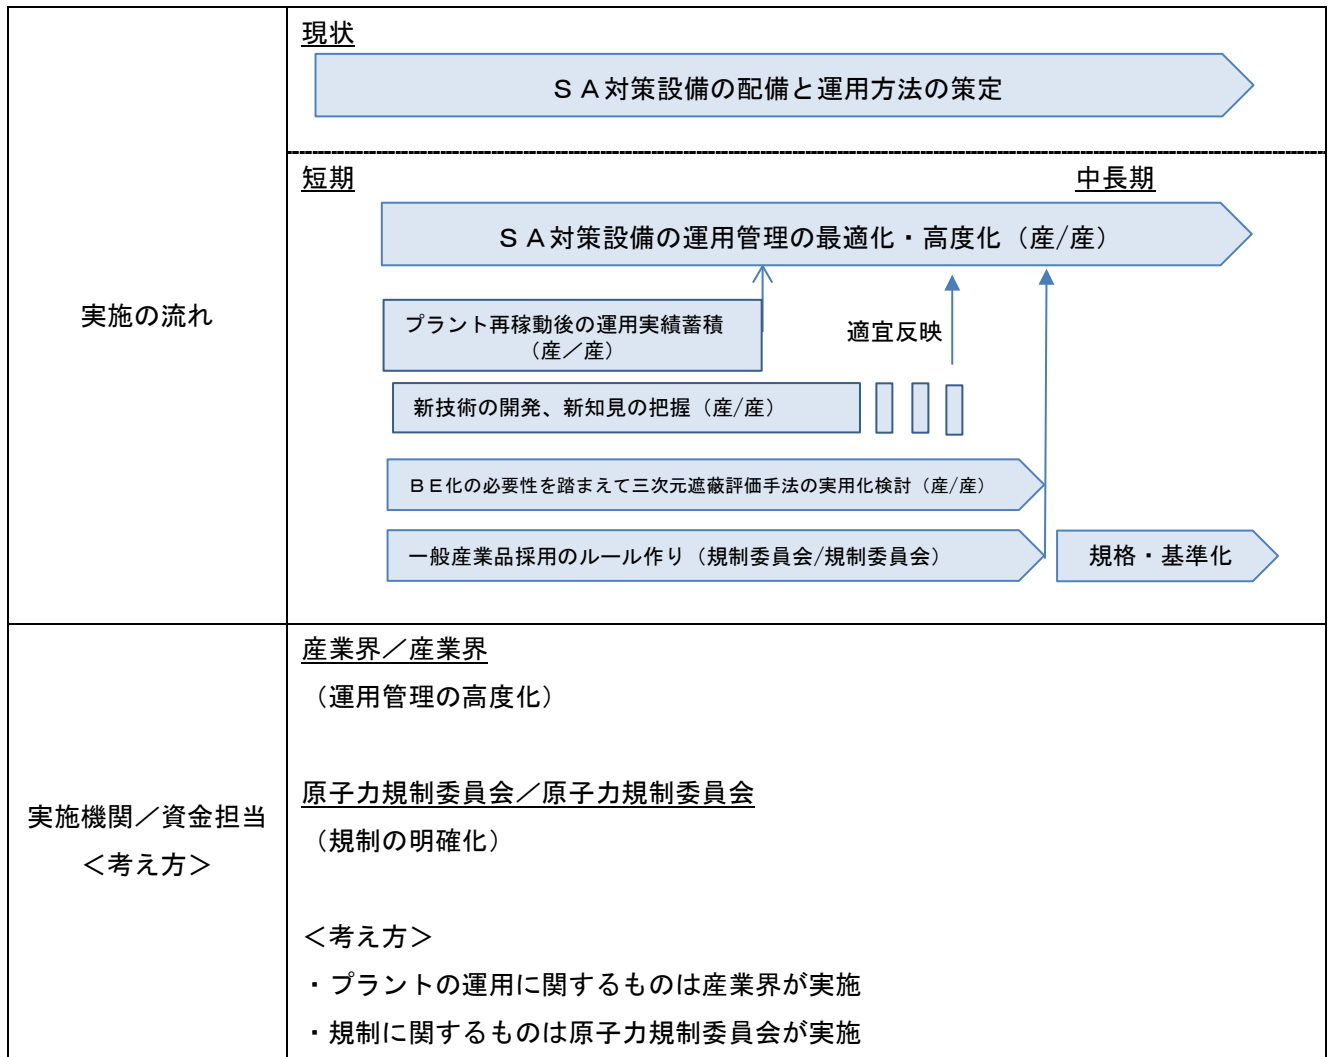 実施の流れ
現状
ＳＡ対策設備の配備と運用方法の策定
短期
中長期
ＳＡ対策設備の運用管理の最適化・高度化（産/産）
プラント再稼動後の運用実績蓄積
（産／産）
適宜反映
新技術の開発、新知見の把握（産/産）
ＢＥ化の必要性を踏まえて三次元遮蔽評価手法の実用化検討（産/産）
一般産業品採用のルール作り（規制委員会/規制委員会）
規格・基準化
実施機関／資金担当
＜考え方＞
産業界／産業界
（運用管理の高度化）
原子力規制委員会／原子力規制委員会
（規制の明確化）
＜考え方＞
・プラントの運用に関するものは産業界が実施
・規制に関するものは原子力規制委員会が実施